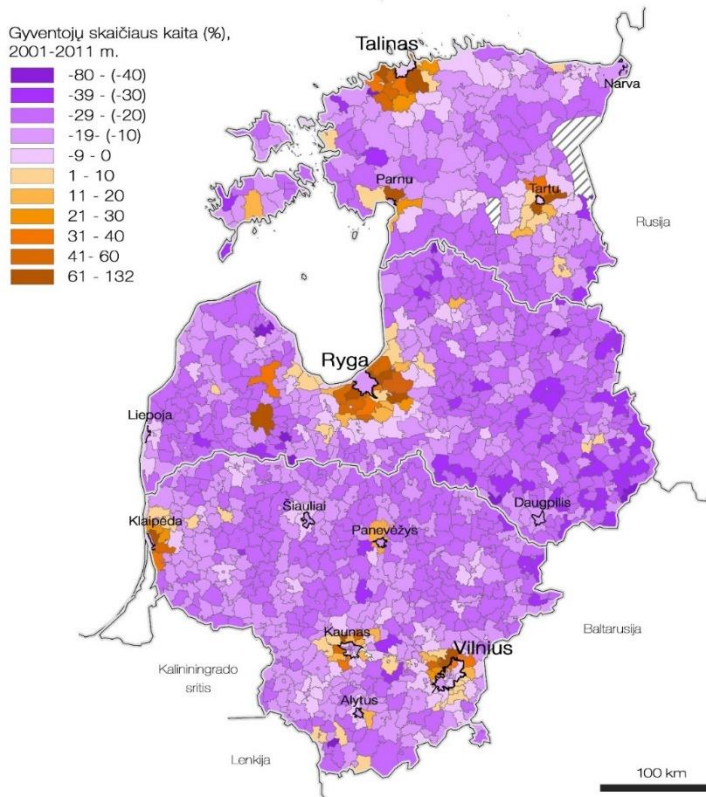 Gyventojų skaičiaus kaita (%),
2001-2011 m.
-80 - (-40)
-39 - (-30)
-29 - (-20)
-19- (-10)
-9 - 0
1 - 10
11 - 20
21 - 30
31 - 40
41 - 60
61 - 132
Talinas
Narva
Parnu
Tartu
Rusija
Ryga
Liepoja
Daugpilis
Šiauliai
Klaipėda
Panevėžys
Baltarusija
Kaunas
Vilnius
Kaliningrado
sritis
Alytus
Lenkija
100 km